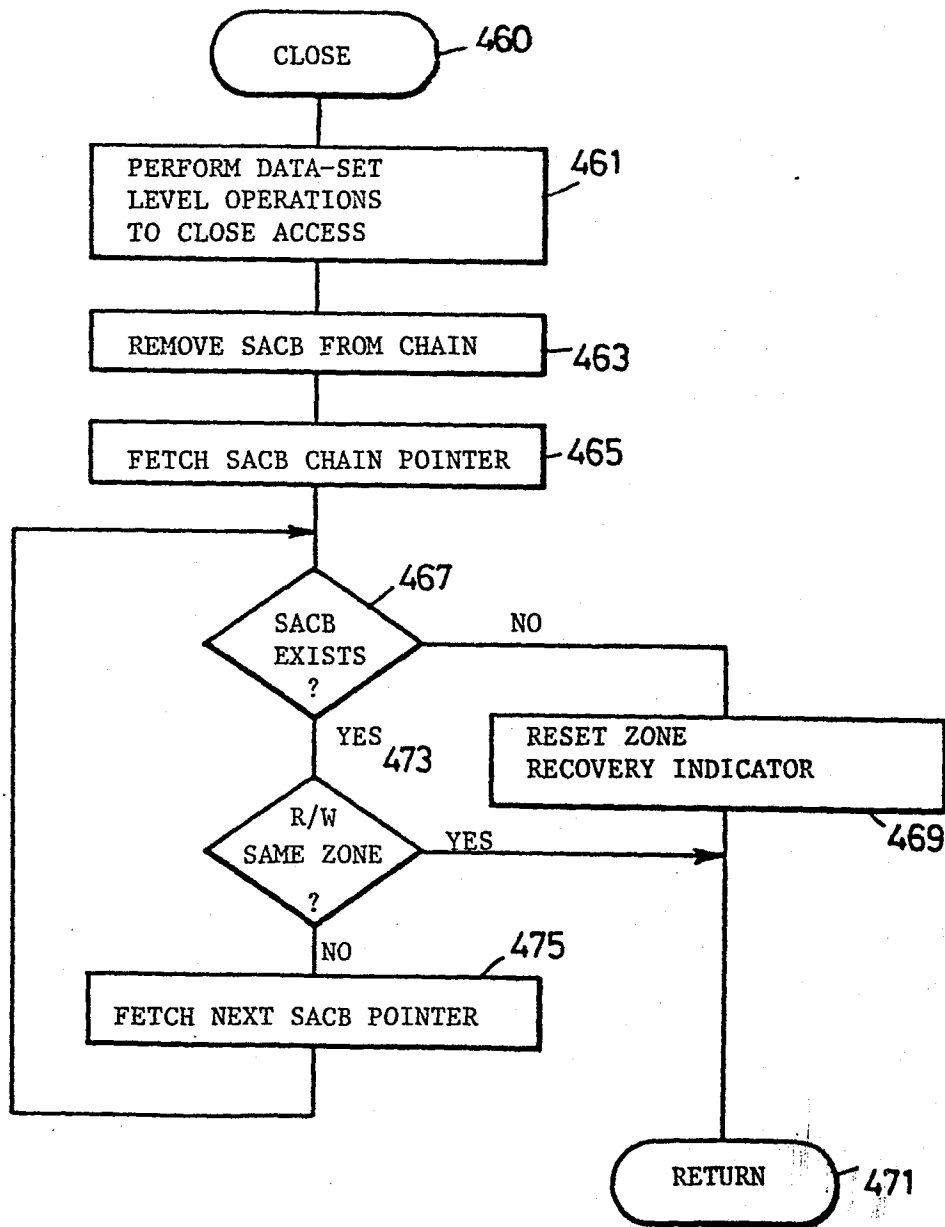 CLOSE
460
PERFORM DATA-SET
LEVEL OPERATIONS
TO CLOSE ACCESS
461
REMOVE SACB FROM CHAIN
463
FETCH SACB CHAIN POINTER
465
467
SACB
EXISTS
?
NO
YES
473
RESET ZONE
RECOVERY INDICATOR
469
R/W
SAME ZONE
?
YES
NO
475
FETCH NEXT SACB POINTER
RETURN
471